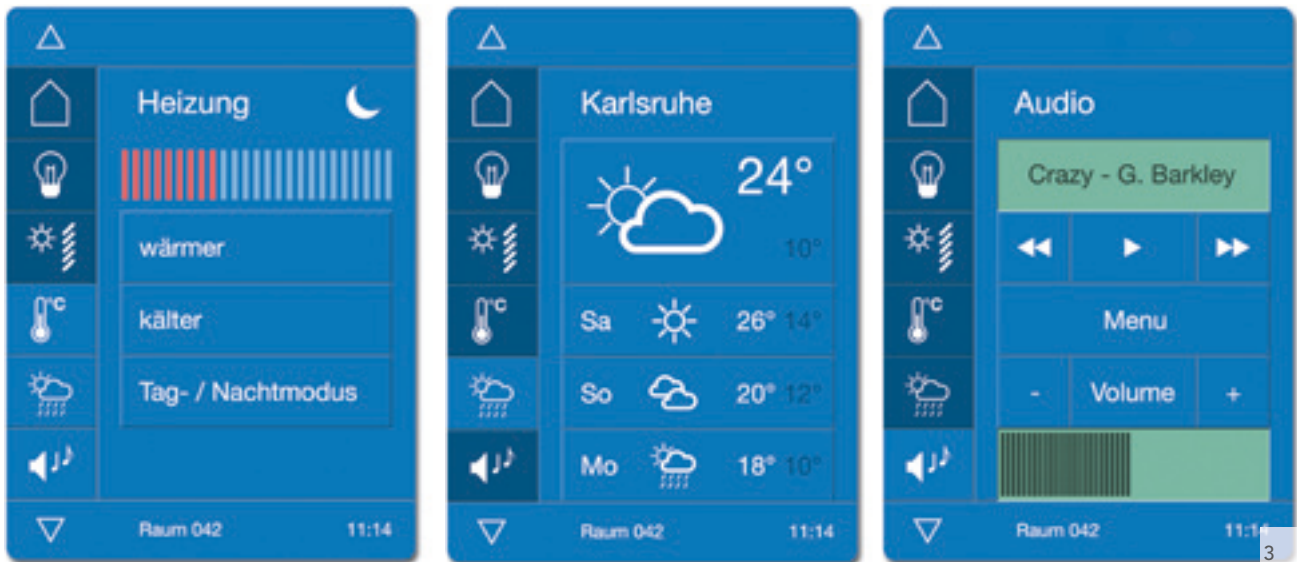 Heizung
wärmer
kälter
Tag- / Nachtmodus
°C
Raum 042 11:14
Karlsruhe
24°
10°
°C
Sa 26° 14°
So 20° 12°
Mo 18° 10°
Raum 042 11:14
Audio
Crazy - G. Barkley
°C
Menu
- Volume +
Raum 042 11:14
3